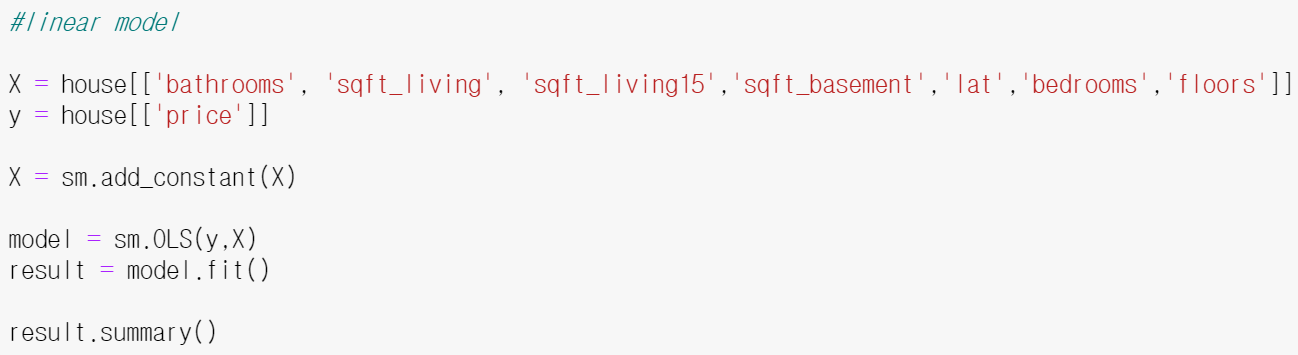 #linear model
X = house[['bathrooms', 'sqft_living', 'sqft_living15','sqft_basement','lat','bedrooms','floors']]
y = house[['price']]
X = sm.add_constant(X)
model = sm.OLS(y,X)
result = model.fit()
result.summary()